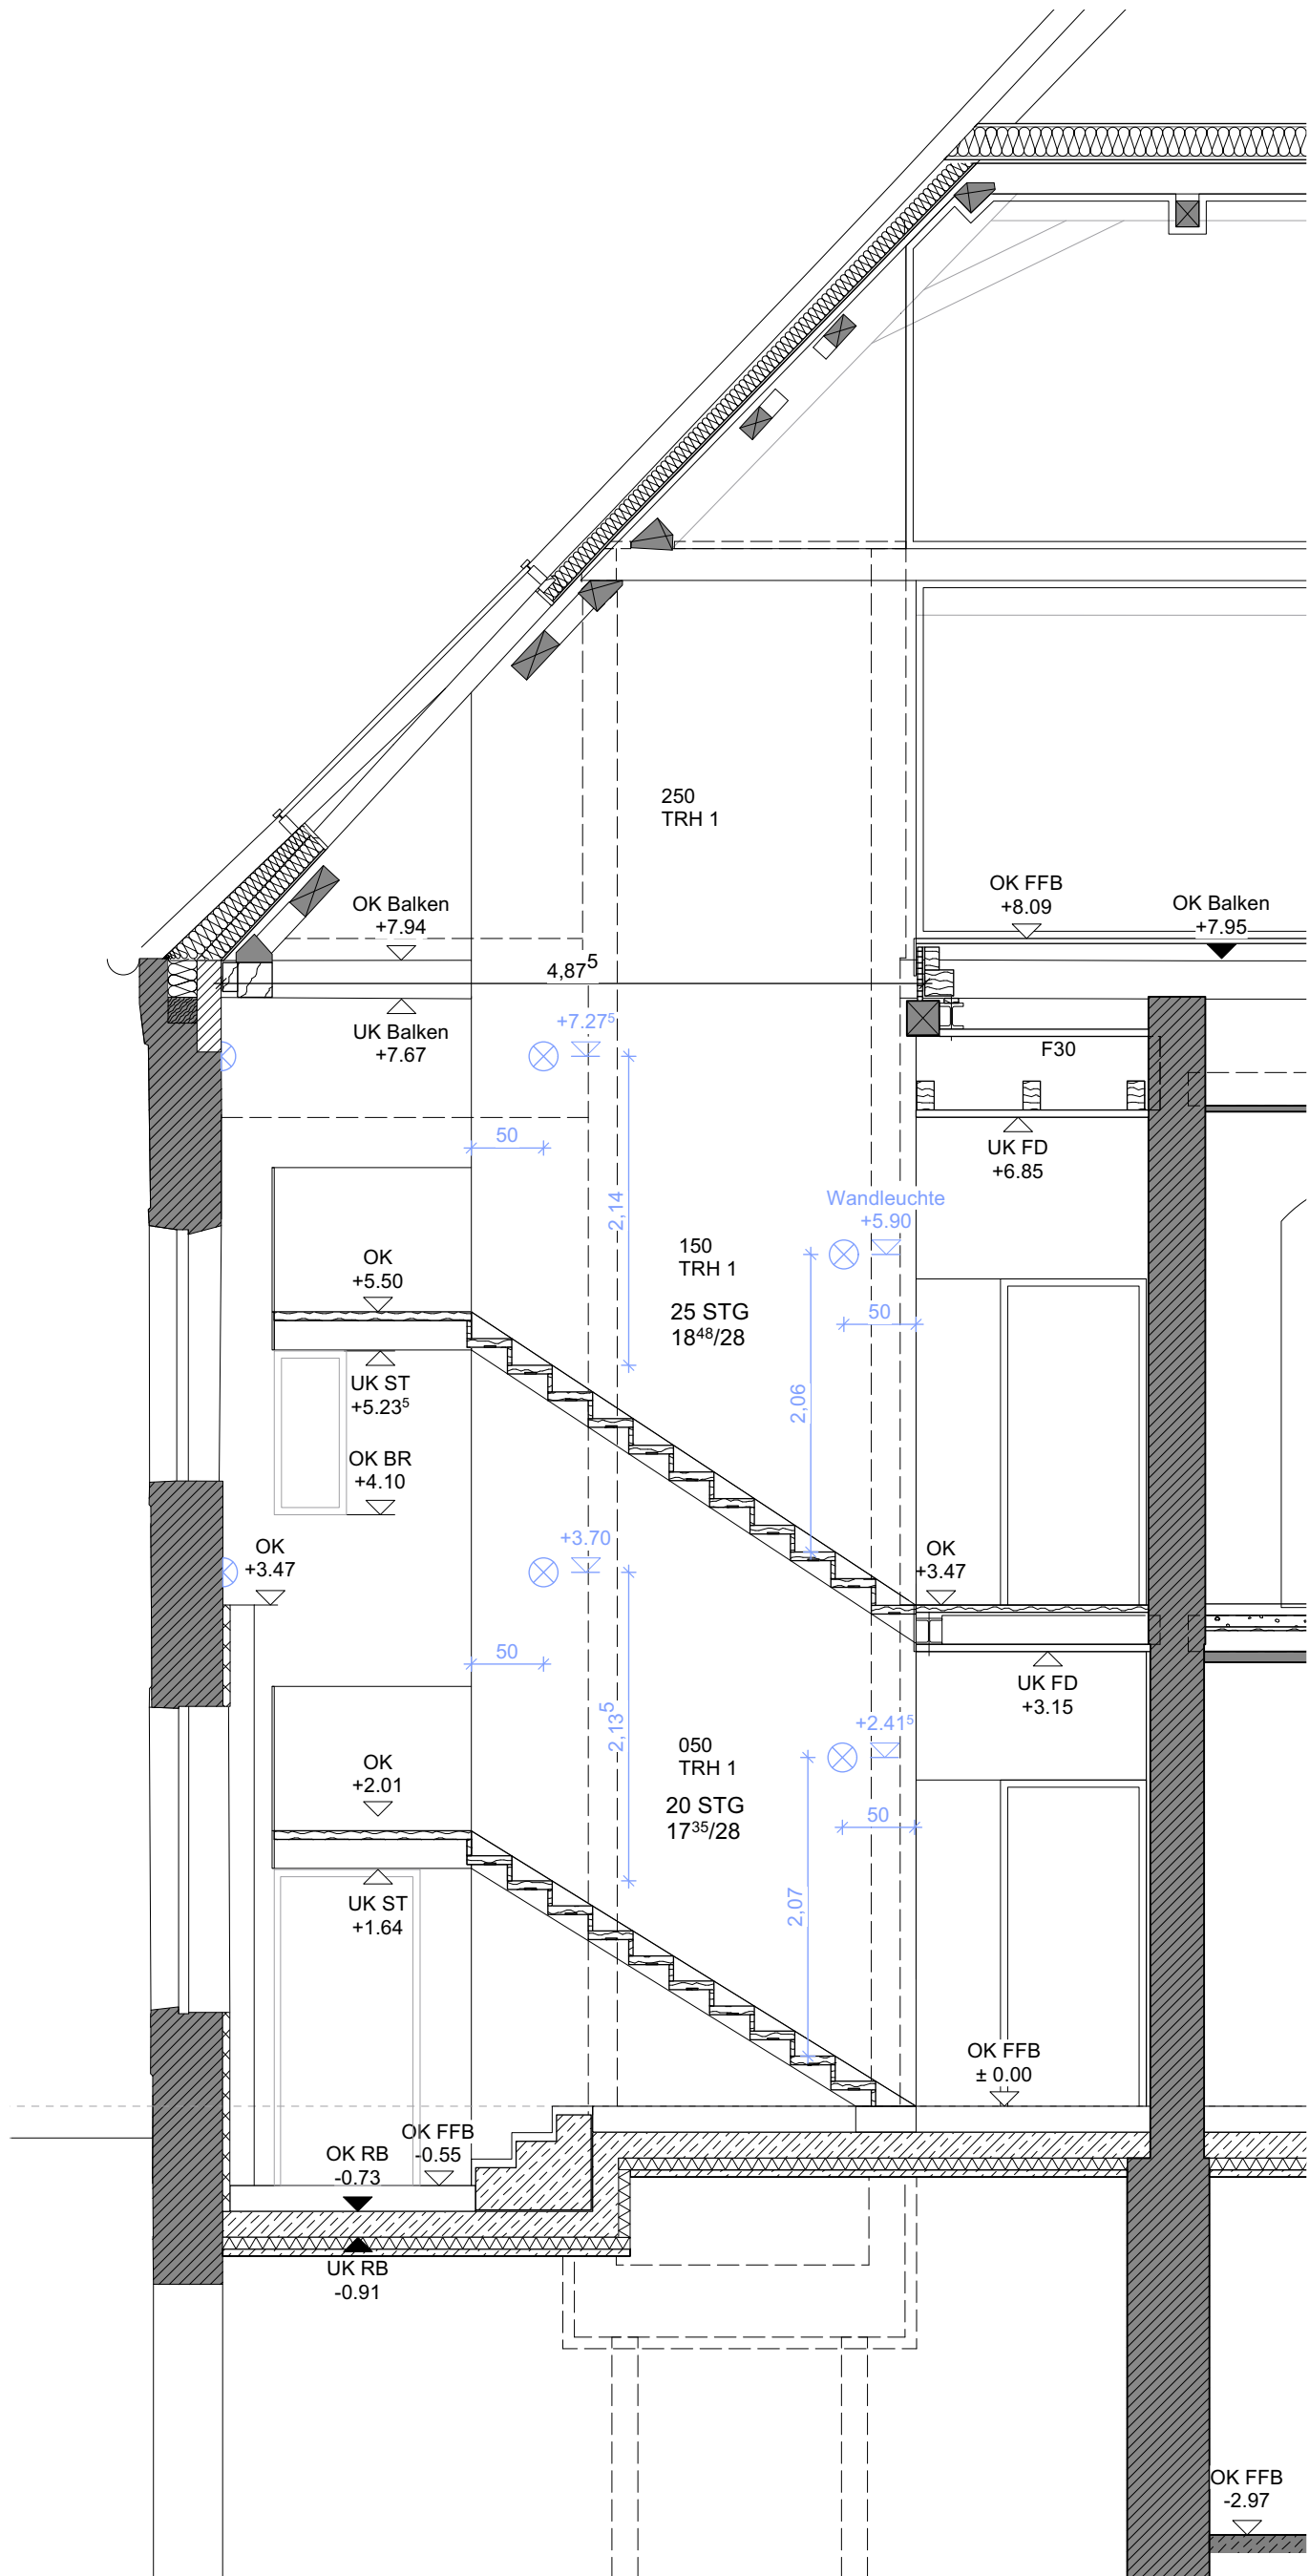 250
TRH 1
OK FFB
+8.09
OK Balken
+7.94
OK Balken
+7.95
4,87⁵
+7.27⁵
UK Balken
+7.67
F30
50
UK FD
+6.85
2,14
Wandleuchte
+5.90
150
TRH 1
OK
+5.50
25 STG
18⁴⁸/28
50
UK ST
+5.23⁵
2,06
OK BR
+4.10
+3.70
OK
+3.47
OK
+3.47
50
UK FD
+3.15
2,13⁵
+2.41⁵
050
TRH 1
OK
+2.01
20 STG
17³⁵/28
50
UK ST
+1.64
2,07
OK FFB
± 0.00
OK FFB
-0.55
OK RB
-0.73
UK RB
-0.91
OK FFB
-2.97